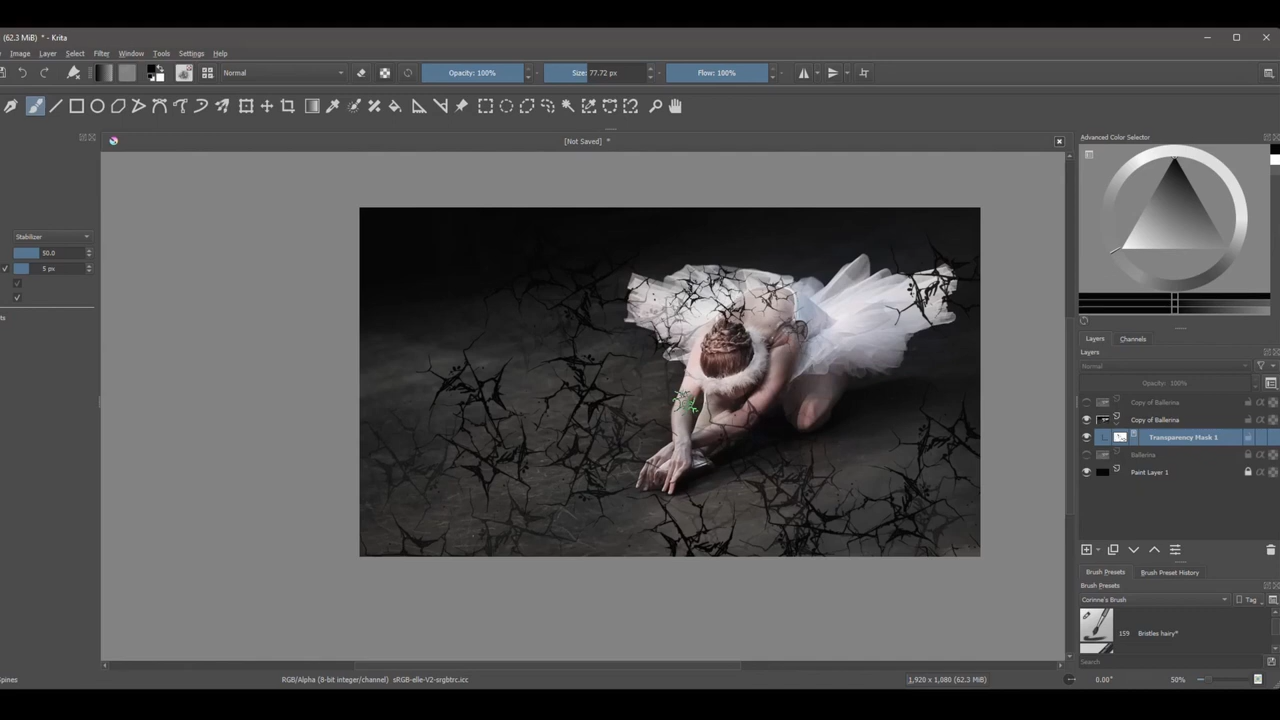 (62.3 MiB) * - Krita
Image Layer Select Filter Window Tools Settings Help
Normal Opacity: 100% Size: 77.72 px Flow: 100%
[Not Saved] *
Advanced Color Selector
Stabilizer
50.0
5 px
Layers Channels
Layers
Normal
Opacity: 100%
Copy of Ballerina
Copy of Ballerina
Transparency Mask 1
Ballerina
Paint Layer 1
Brush Presets Brush Preset History
Brush Presets
Corinne's Brush Tag
159 Bristles hairy*
Search
RGB/Alpha (8-bit integer/channel) sRGB-elle-V2-srgbtrc.icc 1,920 x 1,080 (62.3 MiB) 0.00° 50%